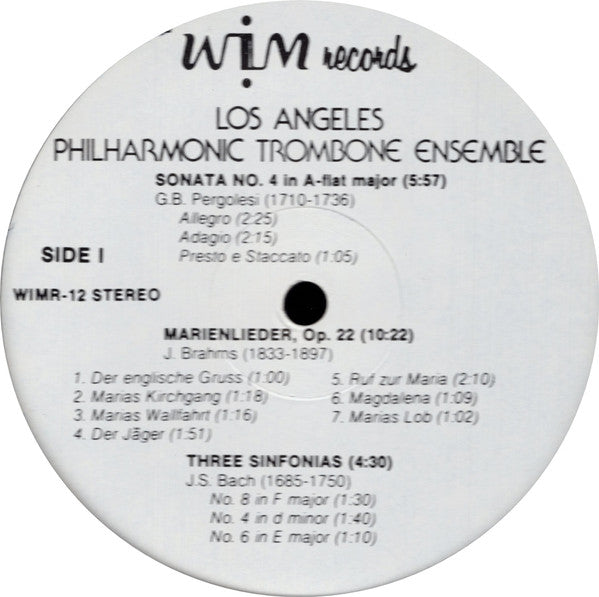 WIM records
LOS ANGELES
PHILHARMONIC TROMBONE ENSEMBLE
SONATA NO. 4 in A-flat major (5:57)
G.B. Pergolesi (1710-1736)
Allegro (2:25)
Adagio (2:15)
Presto e Staccato (1:05)
SIDE I
WIMR-12 STEREO
MARIENLIEDER, Op. 22 (10:22)
J. Brahms (1833-1897)
1. Der englische Gruss (1:00)
2. Marias Kirchgang (1:18)
3. Marias Wallfahrt (1:16)
4. Der Jäger (1:51)
5. Ruf zur Maria (2:10)
6. Magdalena (1:09)
7. Marias Lob (1:02)
THREE SINFONIAS (4:30)
J.S. Bach (1685-1750)
No. 8 in F major (1:30)
No. 4 in d minor (1:40)
No. 6 in E major (1:10)